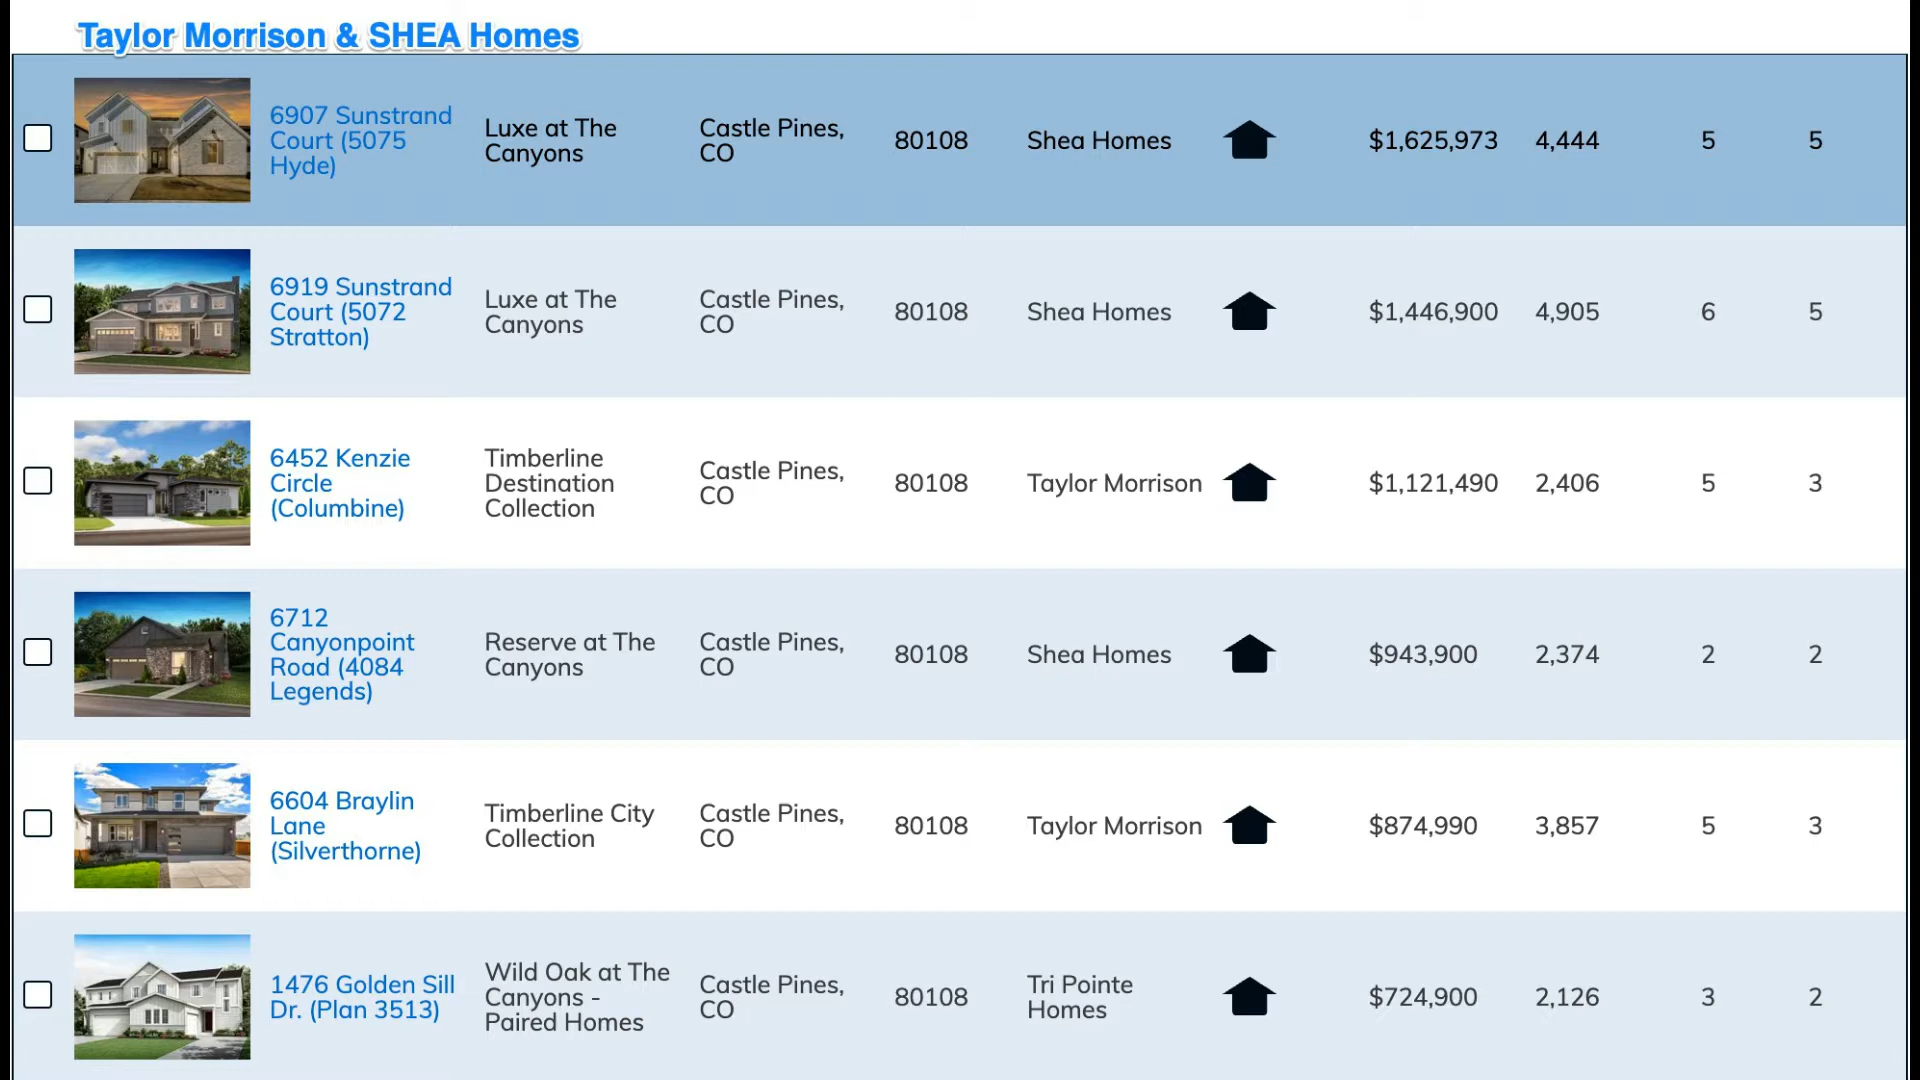 Taylor Morrison & SHEA Homes
6907 Sunstrand
Court (5075
Hyde)
Luxe at The
Canyons
Castle Pines,
CO
80108
Shea Homes
$1,625,973
4,444
5
5
6919 Sunstrand
Court (5072
Stratton)
Luxe at The
Canyons
Castle Pines,
CO
80108
Shea Homes
$1,446,900
4,905
6
5
6452 Kenzie
Circle
(Columbine)
Timberline
Destination
Collection
Castle Pines,
CO
80108
Taylor Morrison
$1,121,490
2,406
5
3
6712
Canyonpoint
Road (4084
Legends)
Reserve at The
Canyons
Castle Pines,
CO
80108
Shea Homes
$943,900
2,374
2
2
6604 Braylin
Lane
(Silverthorne)
Timberline City
Collection
Castle Pines,
CO
80108
Taylor Morrison
$874,990
3,857
5
3
1476 Golden Sill
Dr. (Plan 3513)
Wild Oak at The
Canyons -
Paired Homes
Castle Pines,
CO
80108
Tri Pointe
Homes
$724,900
2,126
3
2